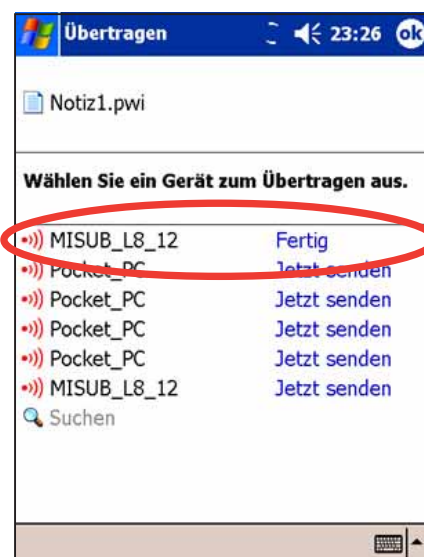 Übertragen 23:26 ok
Notiz1.pwi
Wählen Sie ein Gerät zum Übertragen aus.
MISUB_L8_12 Fertig
Pocket_PC Jetzt senden
Pocket_PC Jetzt senden
Pocket_PC Jetzt senden
Pocket_PC Jetzt senden
MISUB_L8_12 Jetzt senden
Suchen